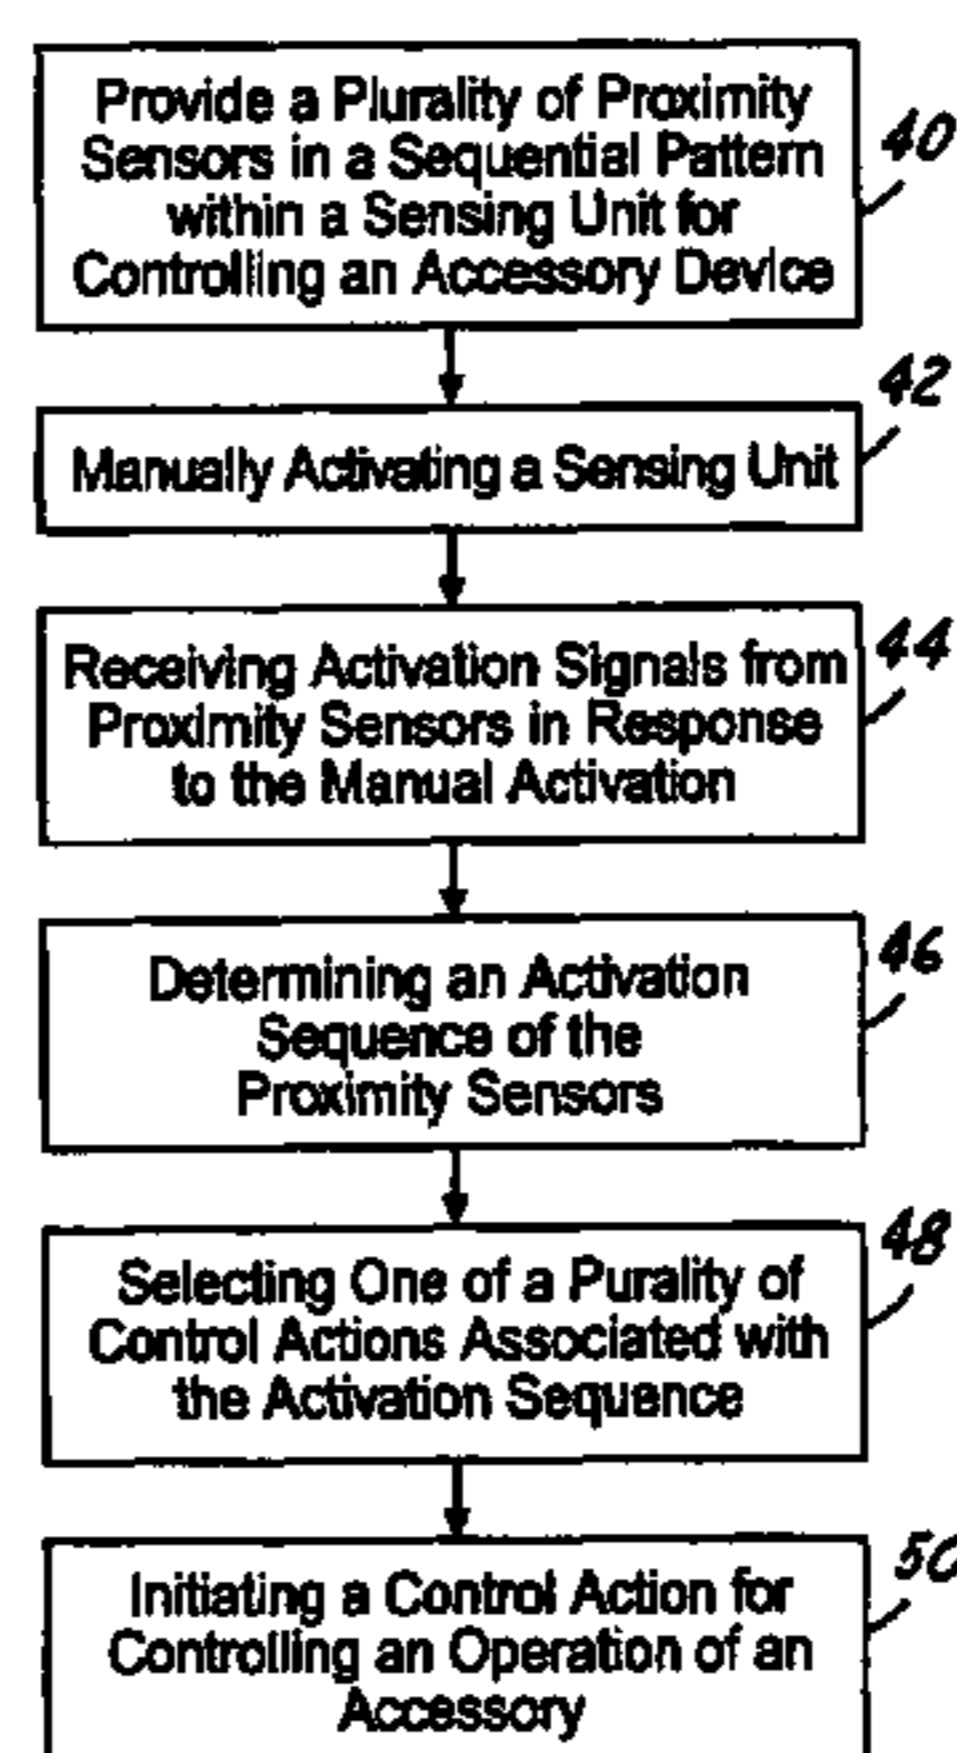 Provide a Plurality of Proximity
Sensors in a Sequential Pattern
within a Sensing Unit for
Controlling an Accessory Device
40
Manually Activating a Sensing Unit
42
Receiving Activation Signals from
Proximity Sensors in Response
to the Manual Activation
44
Determining an Activation
Sequence of the
Proximity Sensors
46
Selecting One of a Purality of
Control Actions Associated with
the Activation Sequence
48
Initiating a Control Action for
Controlling an Operation of an
Accessory
50